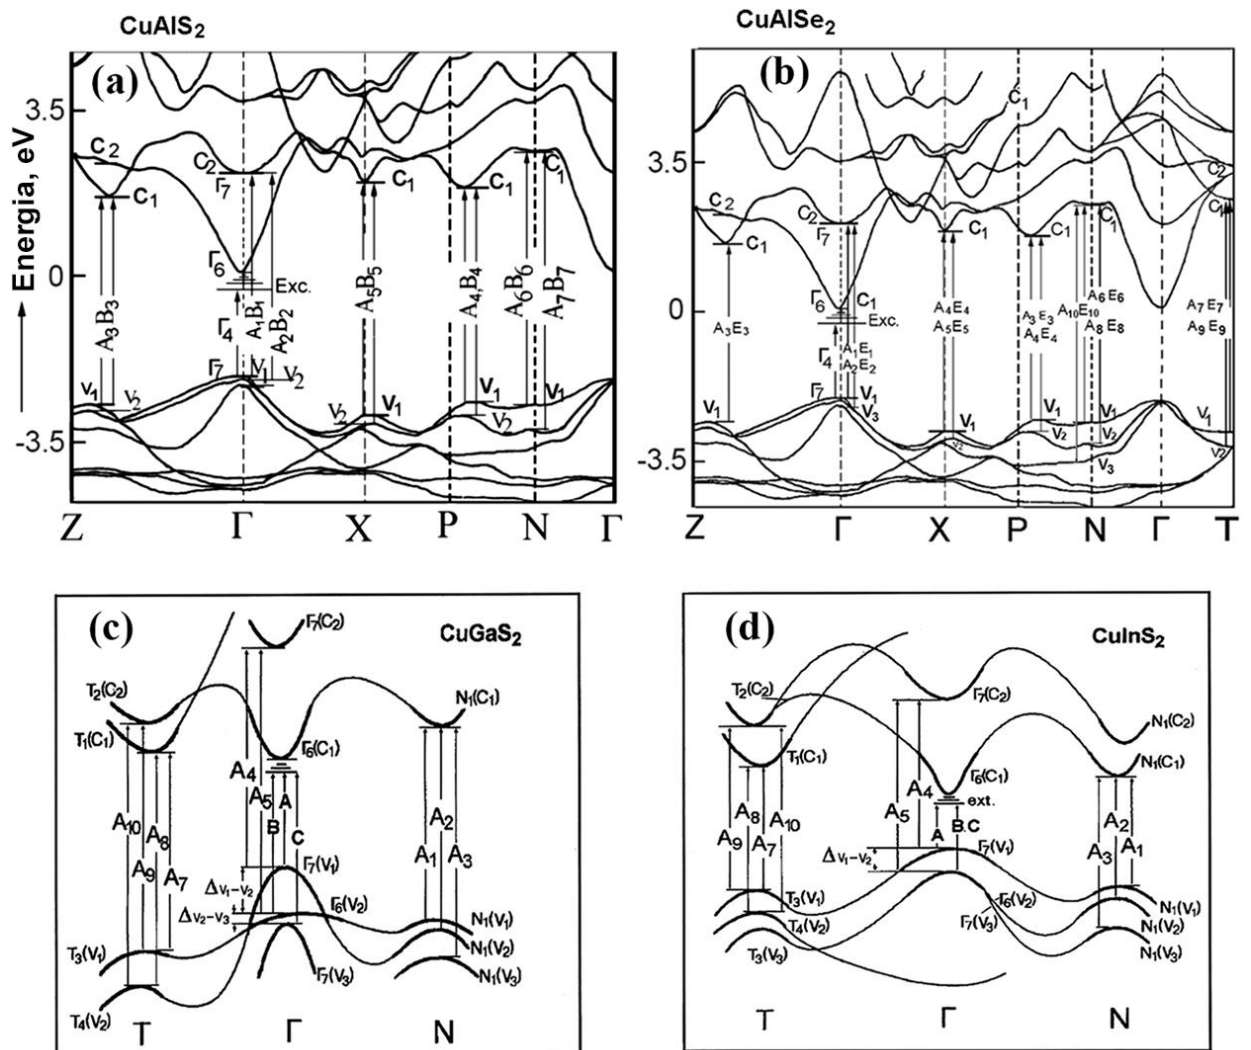 CuAlS2
(a)
Energia, eV
3.5
0
-3.5
C2
C1
C2
Γ7
C1
C1
C1
Γ6
Exc.
Γ4
Γ7
A3B3
A1B1
A2B2
A5B5
A4,B4
A6B6
A7B7
V1
V2
V1
V2
V2
V1
V1
V2
Z Γ X P N Γ
CuAlSe2
(b)
3.5
0
-3.5
C1
C2
C1
C2
Γ7
C1
C1
C1
C2
C1
Γ6
C1
Exc.
Γ4
Γ7
A3E3
A1E1
A2E2
A4E4
A5E5
A3 E3
A4 E4
A10E10
A6 E6
A8 E8
A7 E7
A9 E9
V1
V1
V3
V1
V2
V1
V2
V1
V2
V3
V1
V2
Z Γ X P N Γ T
(c)
CuGaS2
Γ7(C2)
T2(C2)
T1(C1)
Γ6(C1)
N1(C1)
A4
A5
A
B
C
A10
A9
A8
A7
A1
A2
A3
Γ7(V1)
ΔV1-V2
ΔV2-V3
Γ6(V2)
Γ7(V3)
T3(V1)
T4(V2)
N1(V1)
N1(V2)
N1(V3)
T Γ N
(d)
CuInS2
T2(C2)
T1(C1)
Γ7(C2)
Γ6(C1)
ext.
N1(C2)
N1(C1)
A8
A9
A7
A10
A5
A4
A
B.C
A3
A2
A1
ΔV1-V2
Γ7(V1)
Γ6(V2)
Γ7(V3)
T3(V1)
T4(V2)
T3(V3)
N1(V1)
N1(V2)
N1(V3)
T Γ N